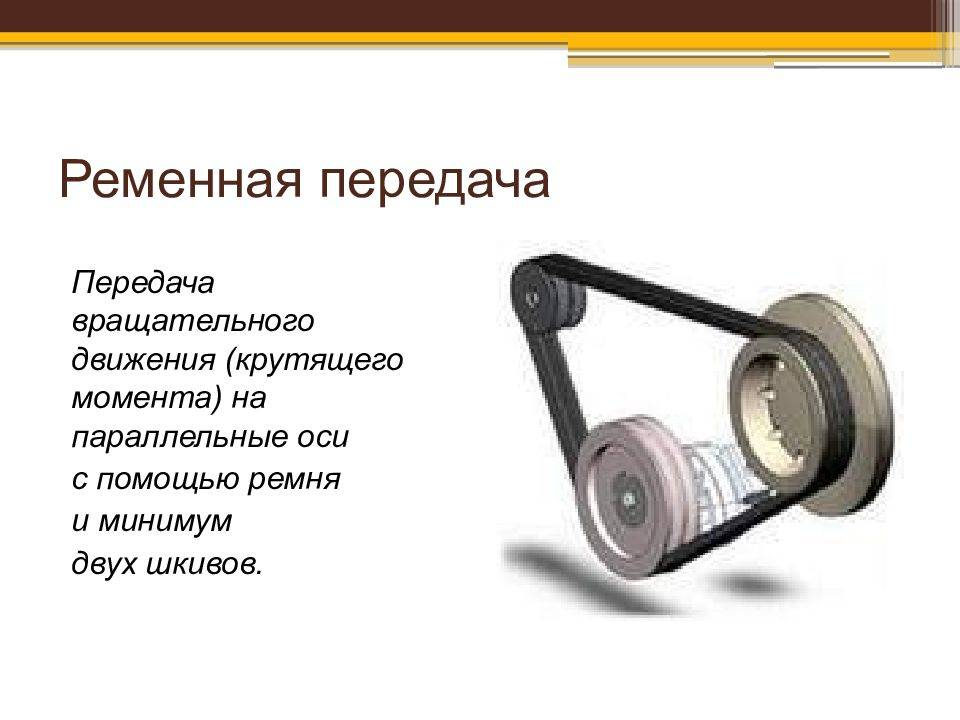 Ременная передача
Передача
вращательного
движения (крутящего
момента) на
параллельные оси
с помощью ремня
и минимум
двух шкивов.